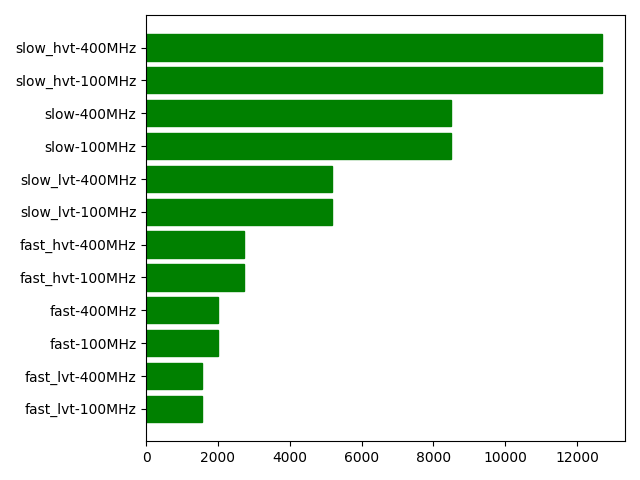 slow_hvt-400MHz
slow_hvt-100MHz
slow-400MHz
slow-100MHz
slow_lvt-400MHz
slow_lvt-100MHz
fast_hvt-400MHz
fast_hvt-100MHz
fast-400MHz
fast-100MHz
fast_lvt-400MHz
fast_lvt-100MHz
0 2000 4000 6000 8000 10000 12000